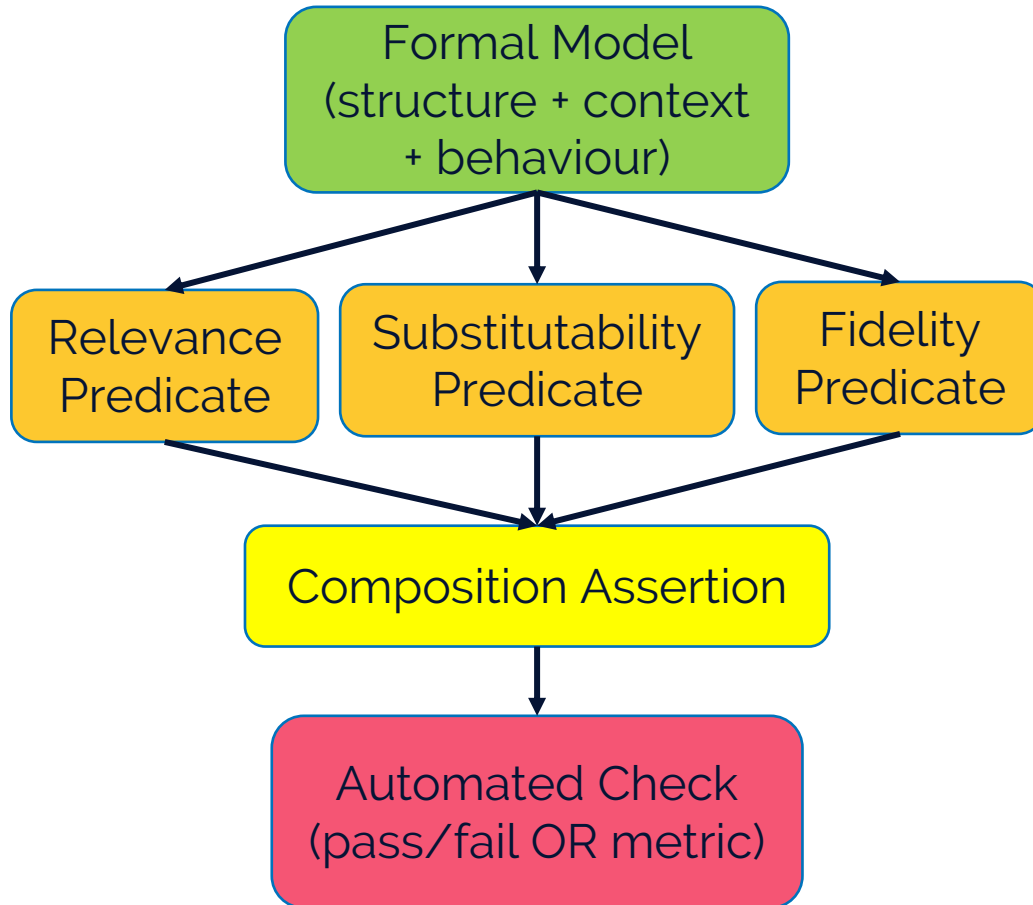 Formal Model
(structure + context
+ behaviour)
Relevance
Predicate
Substitutability
Predicate
Fidelity
Predicate
Composition Assertion
Automated Check
(pass/fail OR metric)